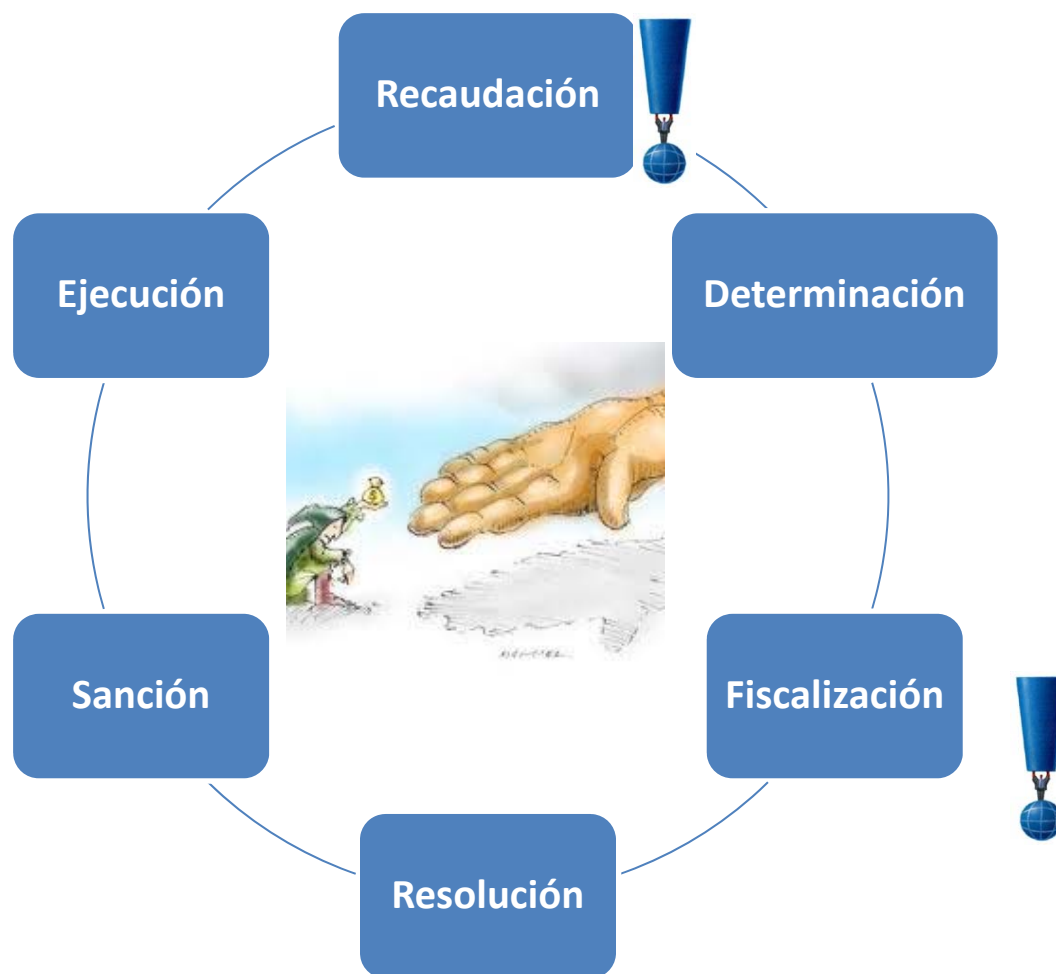 Recaudación
Determinación
Fiscalización
Resolución
Sanción
Ejecución